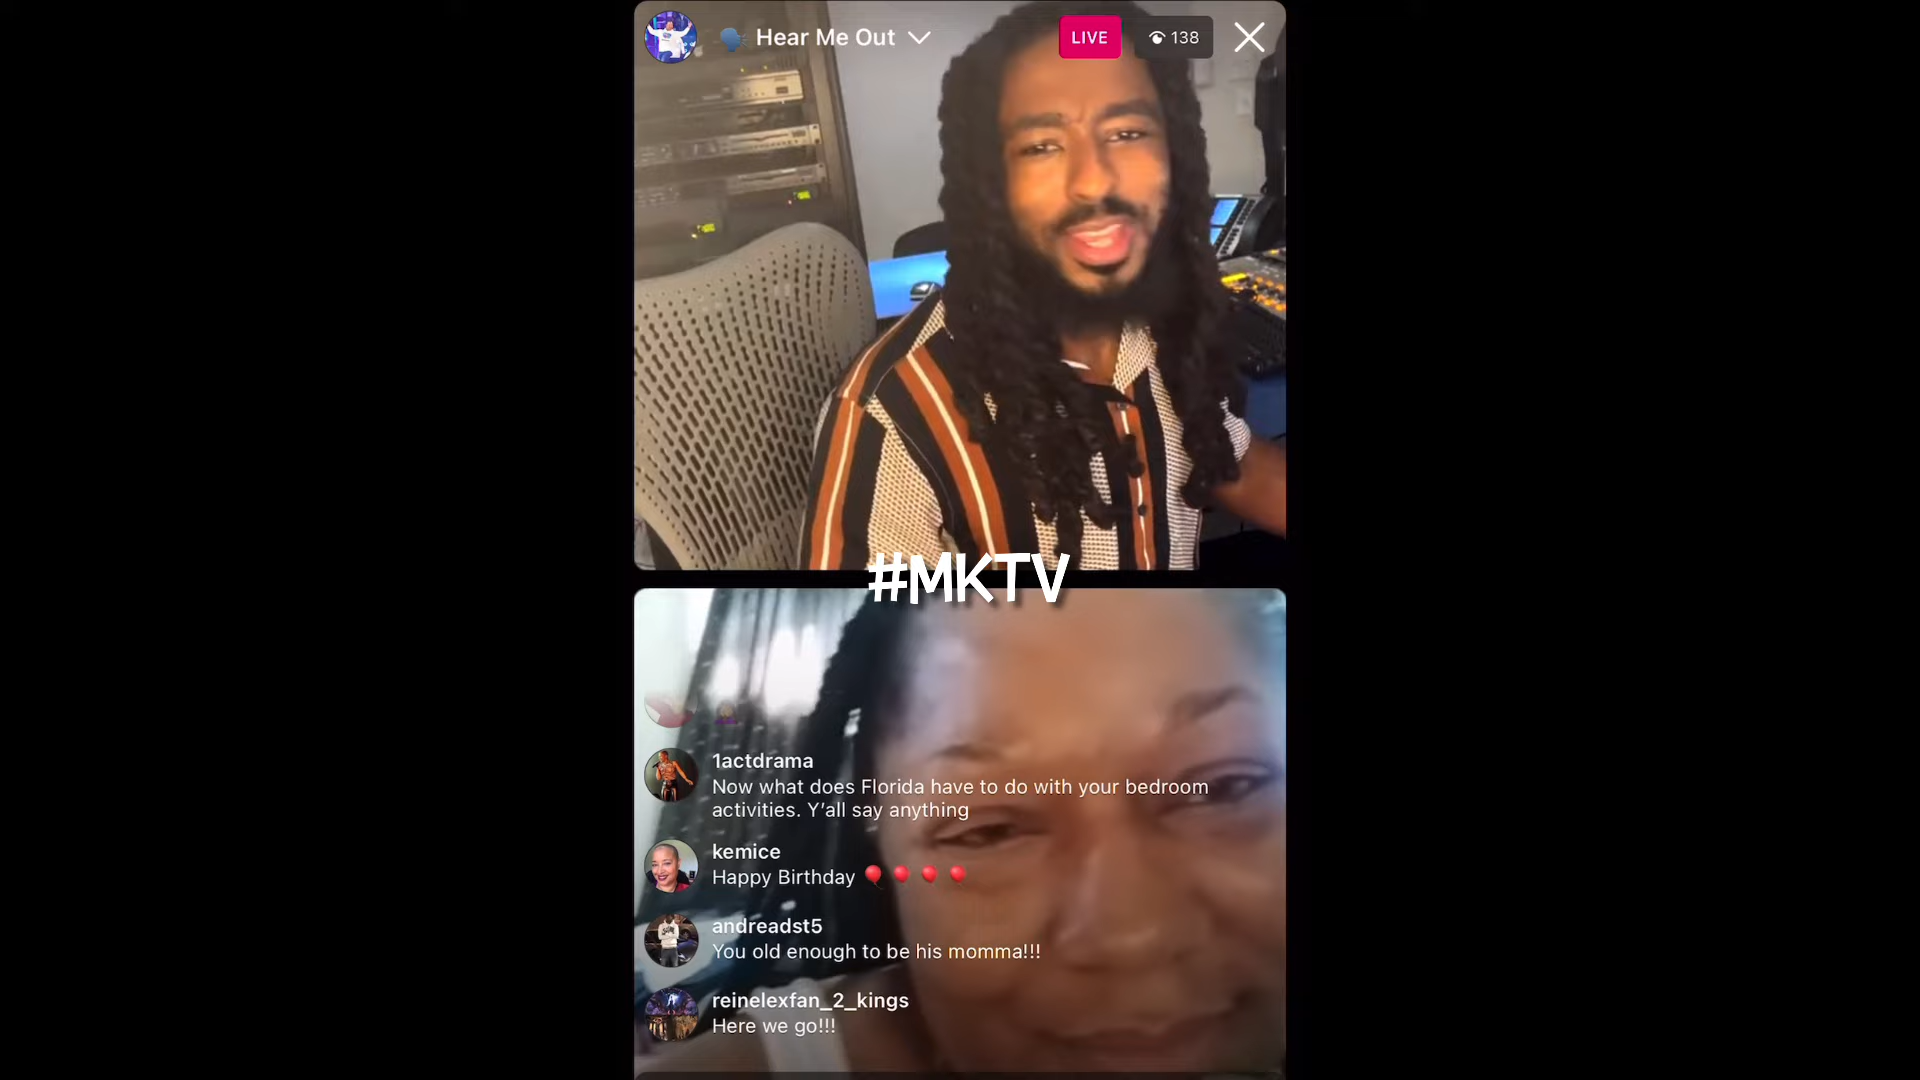 Hear Me Out
LIVE
138
#MKTV
1actdrama
Now what does Florida have to do with your bedroom
activities. Y’all say anything
kemice
Happy Birthday 🎈🎈🎈🎈
andreadst5
You old enough to be his momma!!!
reinelexfan_2_kings
Here we go!!!